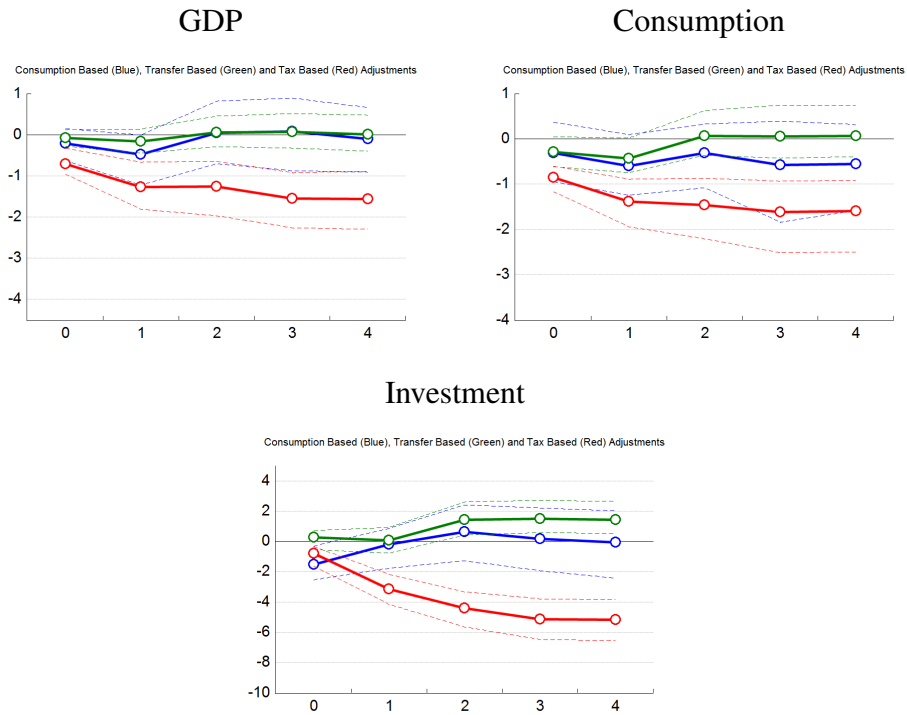 GDP
Consumption Based (Blue), Transfer Based (Green) and Tax Based (Red) Adjustments
1
0
-1
-2
-3
-4
0 1 2 3 4
Consumption
Consumption Based (Blue), Transfer Based (Green) and Tax Based (Red) Adjustments
1
0
-1
-2
-3
-4
0 1 2 3 4
Investment
Consumption Based (Blue), Transfer Based (Green) and Tax Based (Red) Adjustments
4
2
0
-2
-4
-6
-8
-10
0 1 2 3 4